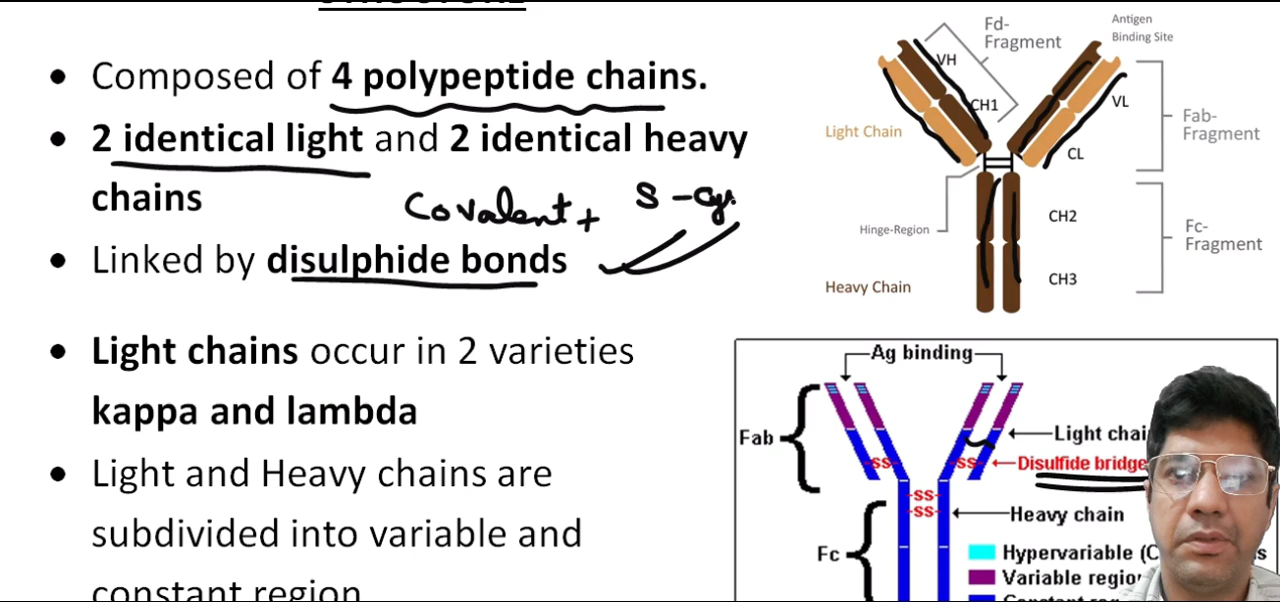 • Composed of 4 polypeptide chains.
• 2 identical light and 2 identical heavy
chains
Covalent + S-Cys.
• Linked by disulphide bonds
• Light chains occur in 2 varieties
kappa and lambda
• Light and Heavy chains are
subdivided into variable and
constant region
Fd-
Fragment
Antigen
Binding Site
VH
CH1
VL
Light Chain
CL
Fab-
Fragment
Hinge-Region
CH2
Fc-
Fragment
CH3
Heavy Chain
Ag binding
Fab
Light chai
SS
SS
Disulfide bridge
-SS-
-SS-
Heavy chain
Fc
Hypervariable (C s
Variable regio
Constant reg